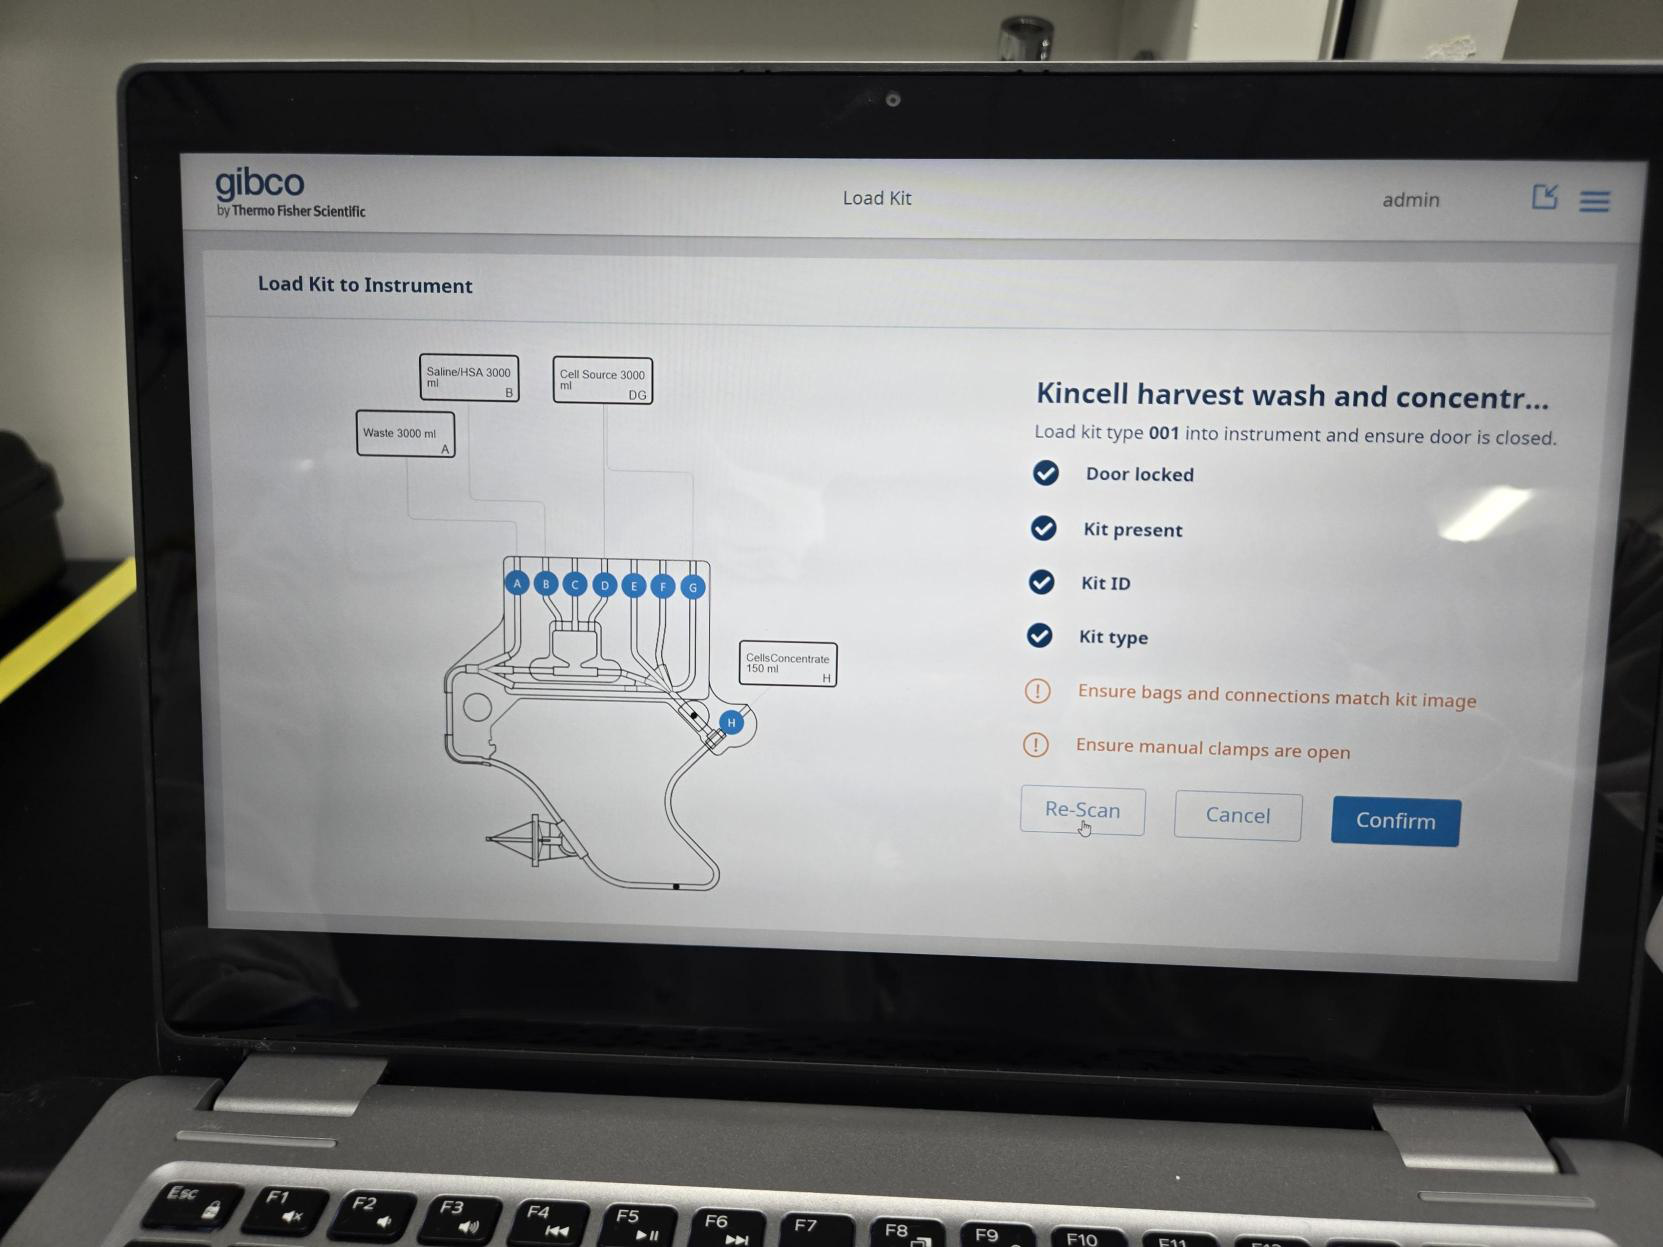 gibco
by Thermo Fisher Scientific
Load Kit
admin
Load Kit to Instrument
Saline/HSA 3000
ml
B
Cell Source 3000
ml
DG
Waste 3000 ml
A
A B C D E F G
CellsConcentrate
150 ml
H
H
Kincell harvest wash and concentr...
Load kit type 001 into instrument and ensure door is closed.
Door locked
Kit present
Kit ID
Kit type
! Ensure bags and connections match kit image
! Ensure manual clamps are open
Re-Scan
Cancel
Confirm
Esc F1 F2 F3 F4 F5 F6 F7 F8 F9 F10 F11